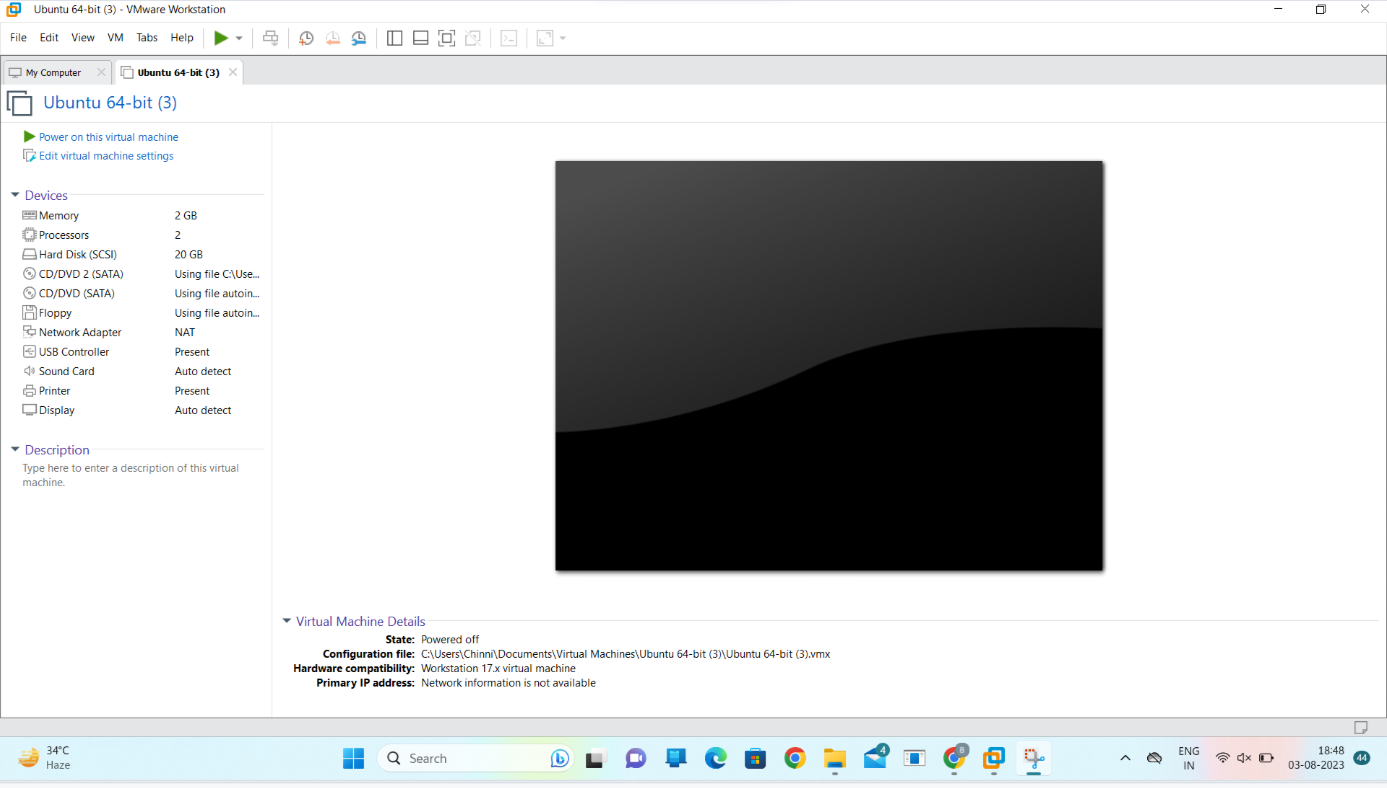 Ubuntu 64-bit (3) - VMware Workstation
File Edit View VM Tabs Help
My Computer
Ubuntu 64-bit (3)
Ubuntu 64-bit (3)
Power on this virtual machine
Edit virtual machine settings
Devices
Memory 2 GB
Processors 2
Hard Disk (SCSI) 20 GB
CD/DVD 2 (SATA) Using file C:\Use...
CD/DVD (SATA) Using file autoin...
Floppy Using file autoin...
Network Adapter NAT
USB Controller Present
Sound Card Auto detect
Printer Present
Display Auto detect
Description
Type here to enter a description of this virtual
machine.
Virtual Machine Details
State: Powered off
Configuration file: C:\Users\Chinni\Documents\Virtual Machines\Ubuntu 64-bit (3)\Ubuntu 64-bit (3).vmx
Hardware compatibility: Workstation 17.x virtual machine
Primary IP address: Network information is not available
34°C
Haze
Search
4
8
ENG
IN
18:48
03-08-2023
44